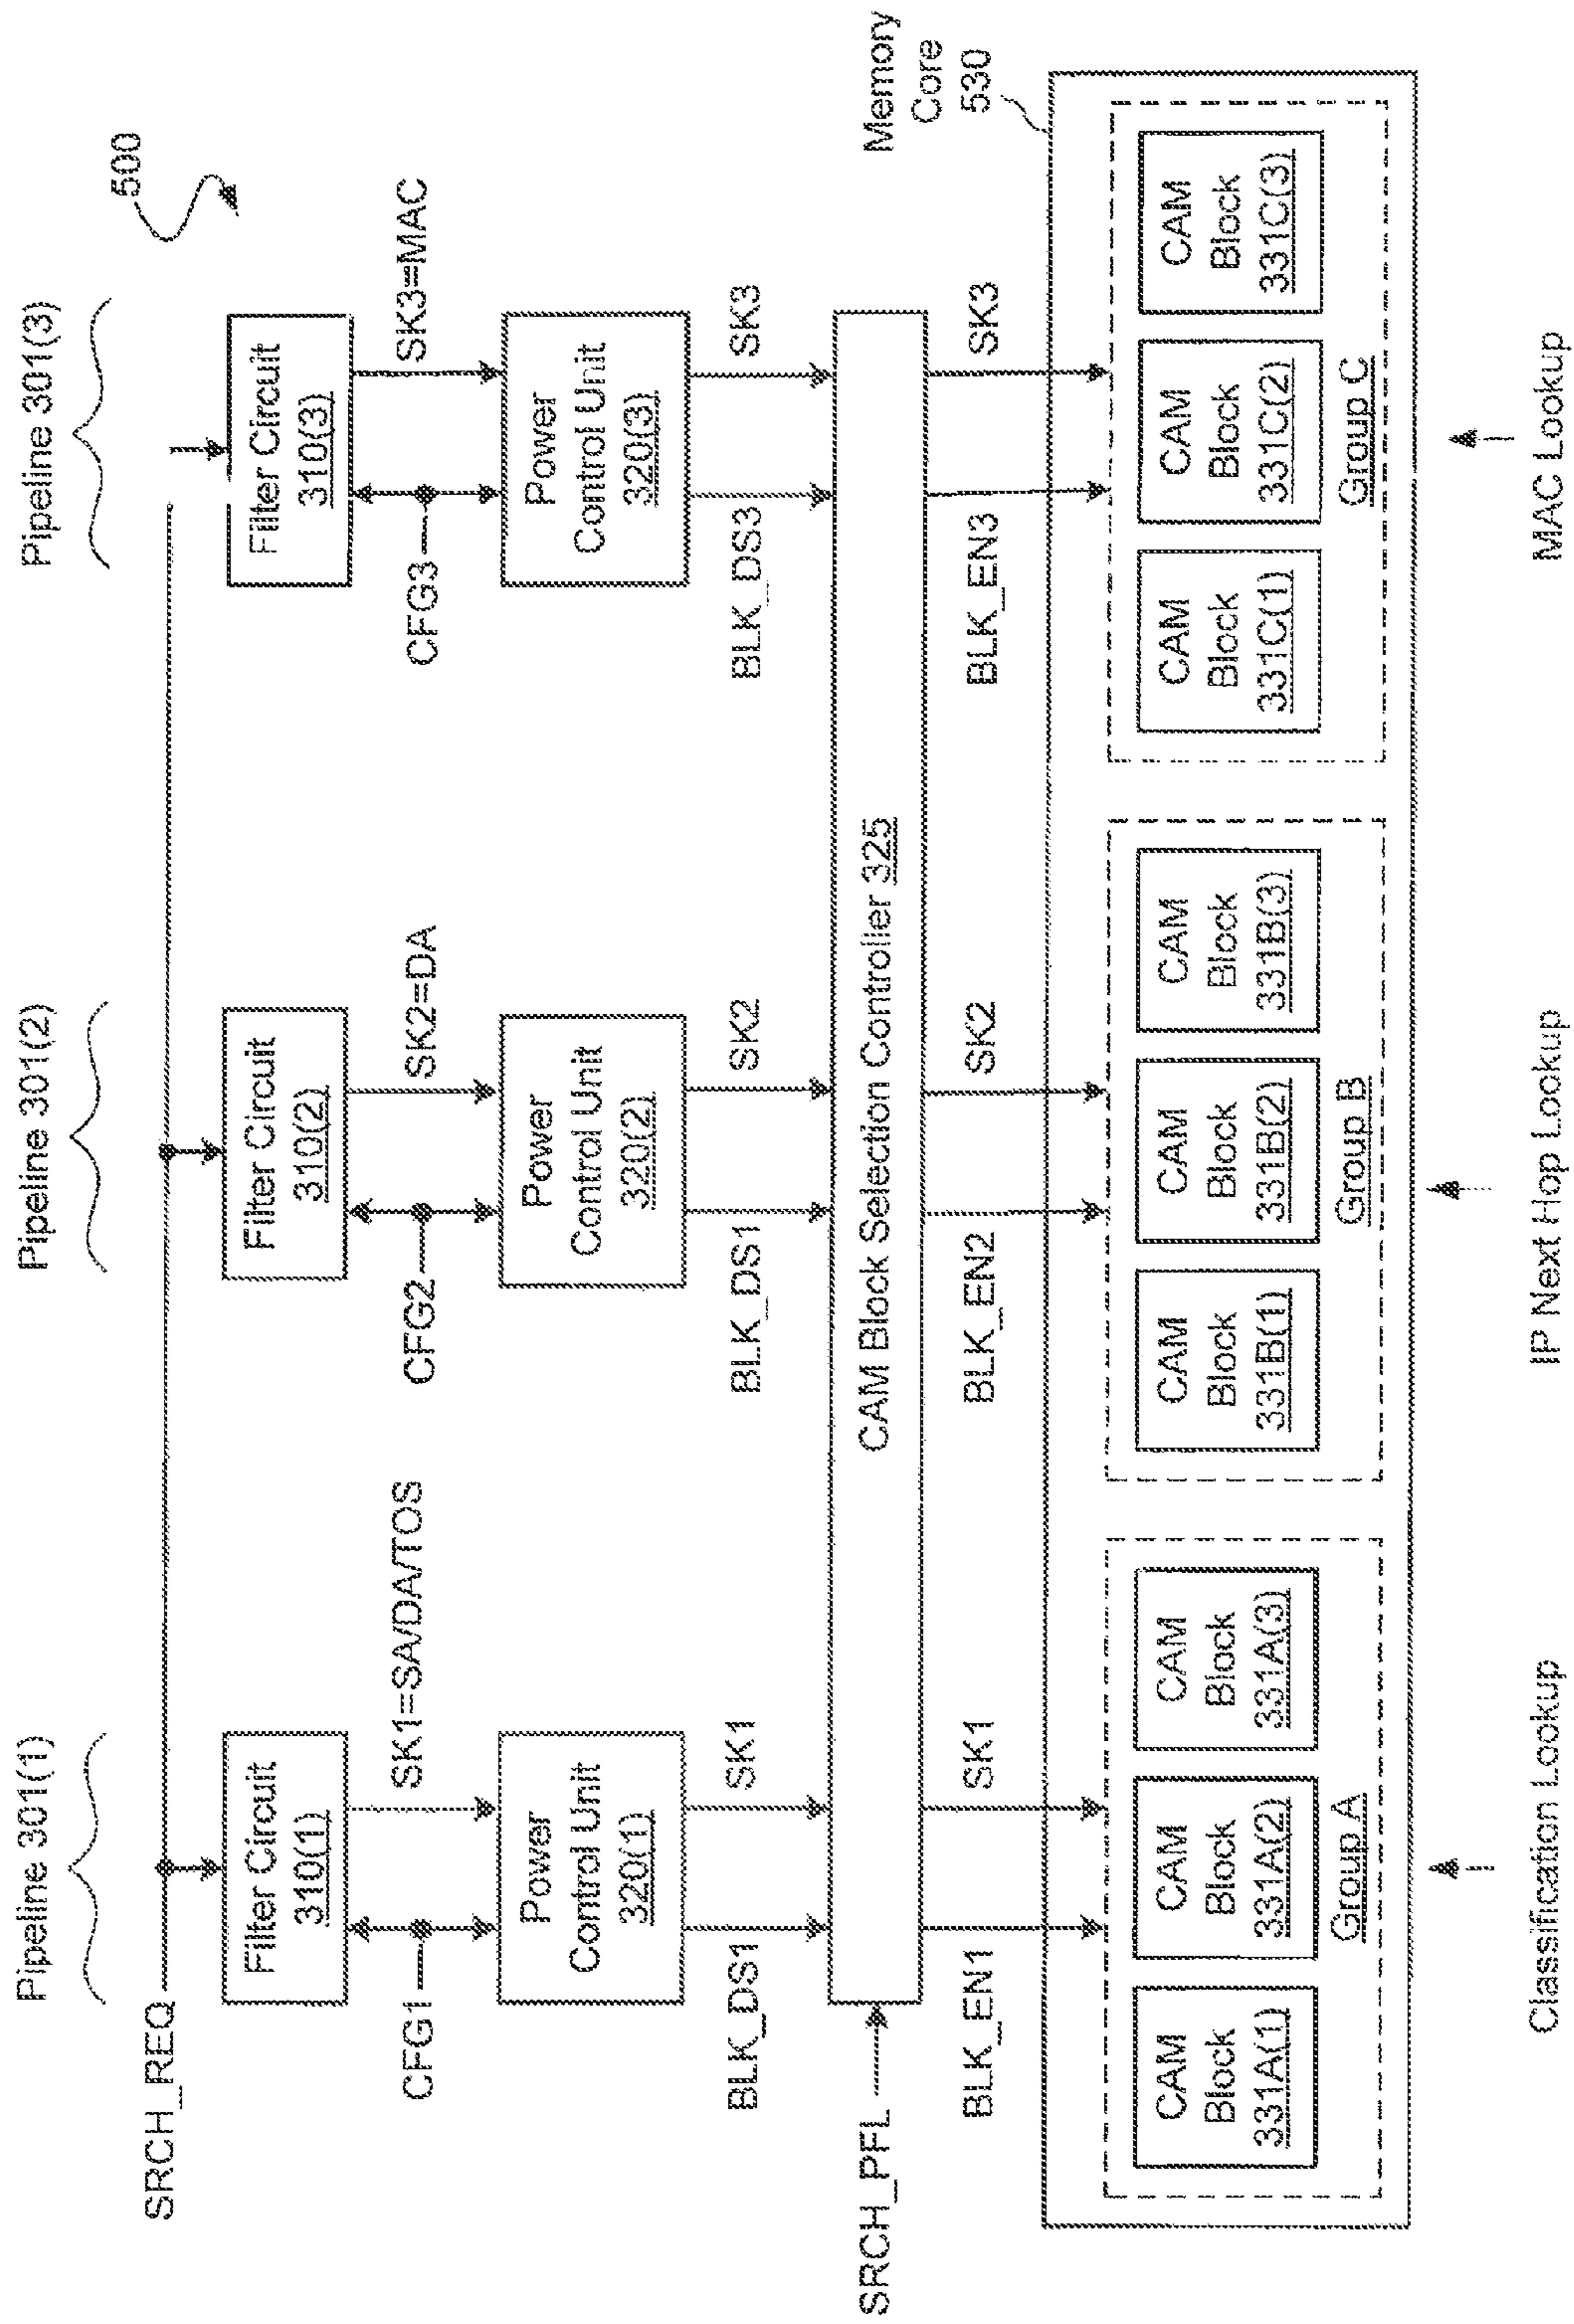 500
Pipeline 301(1)
Pipeline 301(2)
Pipeline 301(3)
SRCH_REQ
Filter Circuit
310(1)
Filter Circuit
310(2)
Filter Circuit
310(3)
CFG1
SK1=SA/DA/TOS
CFG2
SK2=DA
CFG3
SK3=MAC
Power
Control Unit
320(1)
Power
Control Unit
320(2)
Power
Control Unit
320(3)
BLK_DS1
SK1
BLK_DS1
SK2
BLK_DS3
SK3
SRCH_PFL
CAM Block Selection Controller 325
BLK_EN1
SK1
BLK_EN2
SK2
BLK_EN3
SK3
Memory
Core
530
CAM
Block
331A(1)
CAM
Block
331A(2)
CAM
Block
331A(3)
Group A
CAM
Block
331B(1)
CAM
Block
331B(2)
CAM
Block
331B(3)
Group B
CAM
Block
331C(1)
CAM
Block
331C(2)
CAM
Block
331C(3)
Group C
Classification Lookup
IP Next Hop Lookup
MAC Lookup